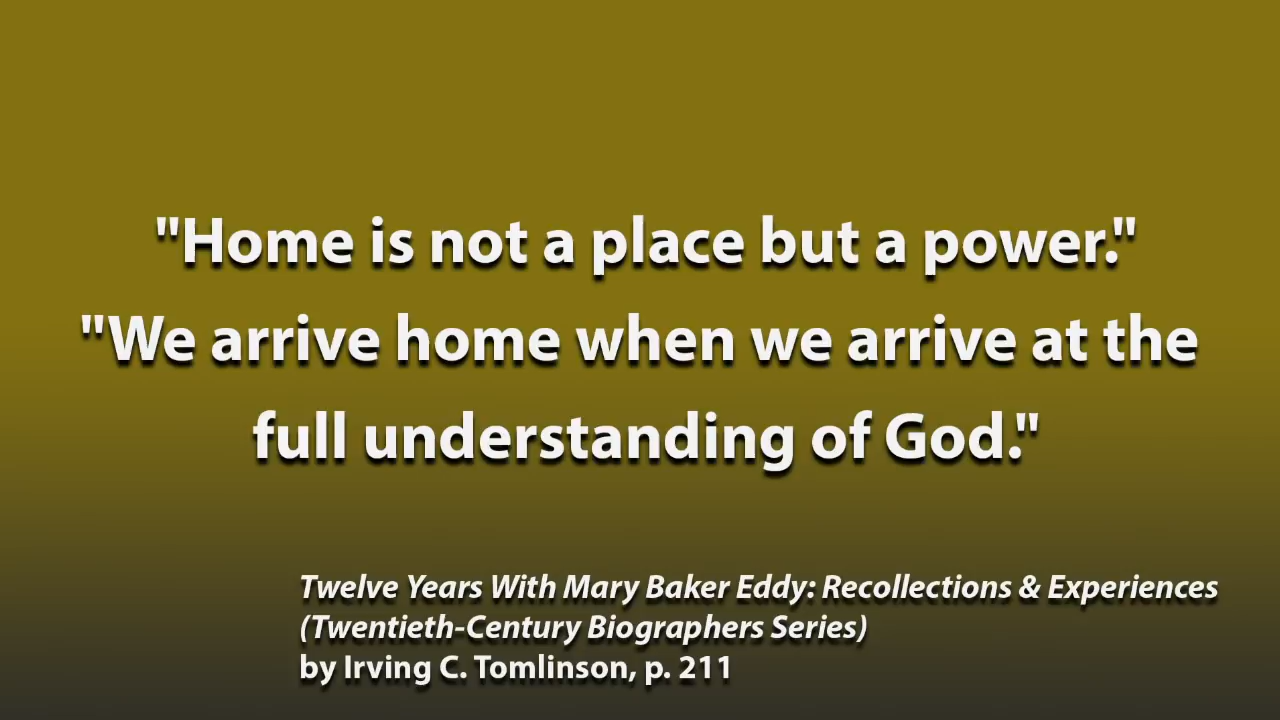 "Home is not a place but a power."
"We arrive home when we arrive at the
full understanding of God."
Twelve Years With Mary Baker Eddy: Recollections & Experiences
(Twentieth-Century Biographers Series)
by Irving C. Tomlinson, p. 211